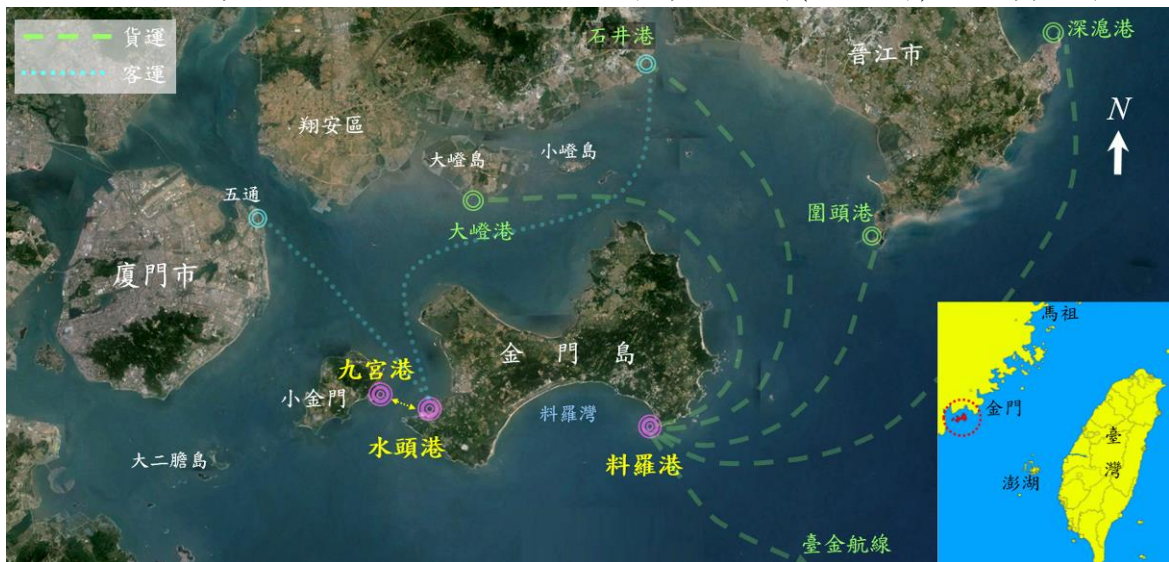 貨運
客運
石井港
晉江市
深滬港
N
翔安區
大嶝島
小嶝島
五通
大嶝港
圍頭港
廈門市
金門島
九宮港
小金門
料羅灣
水頭港
料羅港
大二膽島
臺金航線
馬祖
金門
臺灣
澎湖